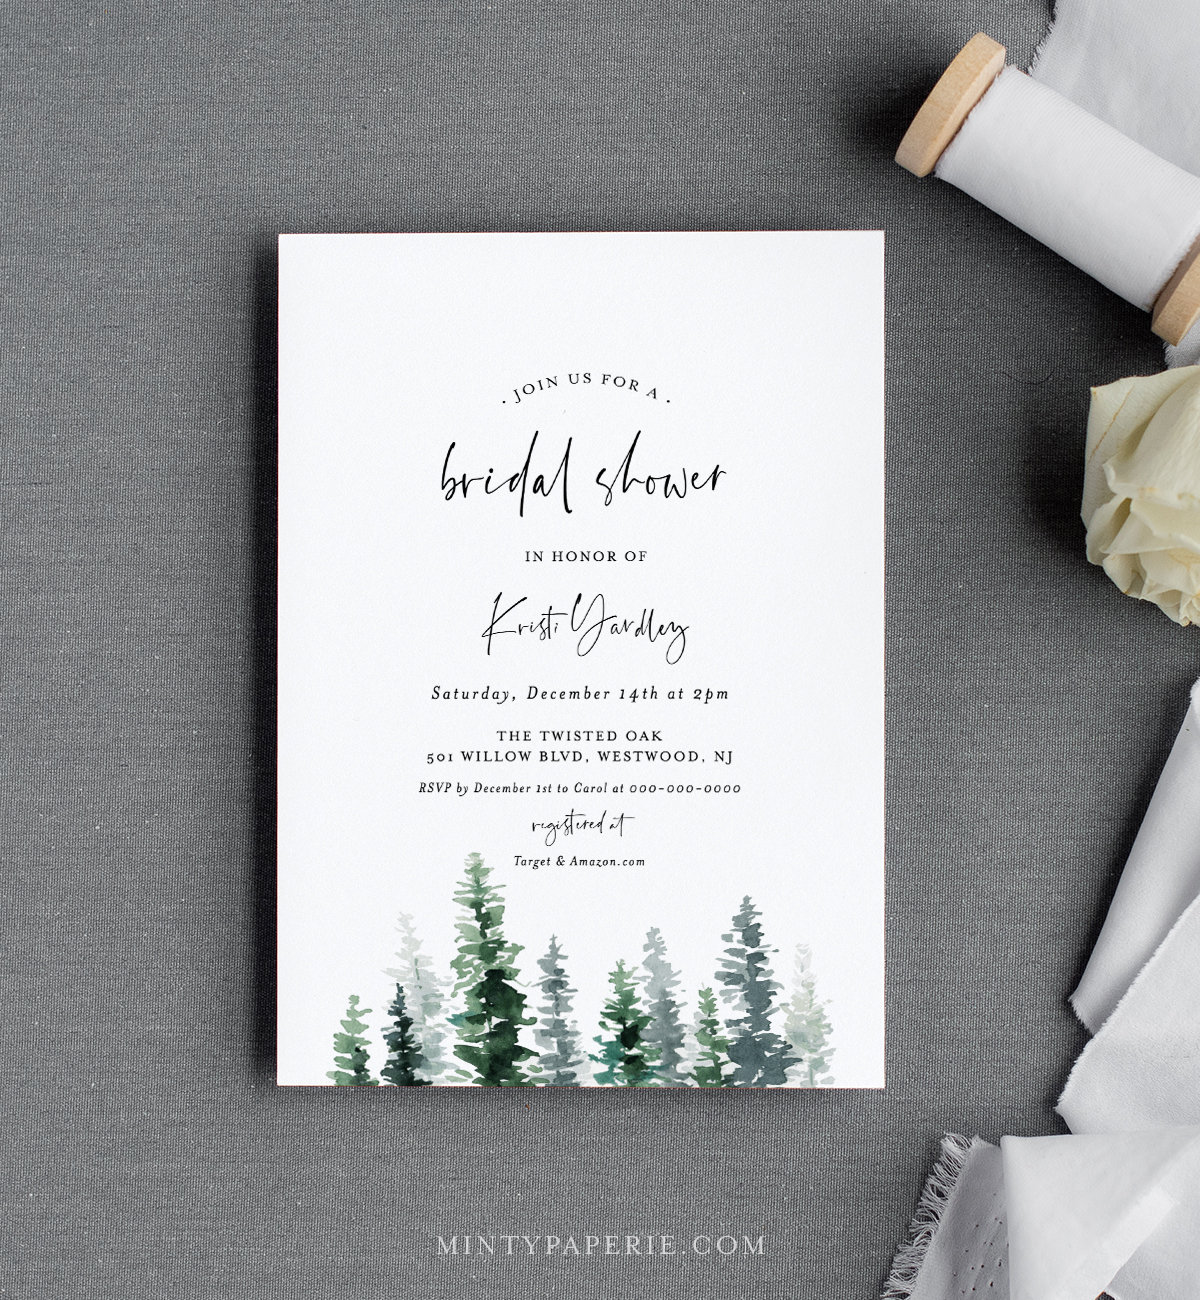 · JOIN US FOR A ·
bridal shower
IN HONOR OF
Kristi Yardley
Saturday, December 14th at 2pm
THE TWISTED OAK
501 WILLOW BLVD, WESTWOOD, NJ
RSVP by December 1st to Carol at 000-000-0000
registered at
Target & Amazon.com
MINTYPAPERIE.COM